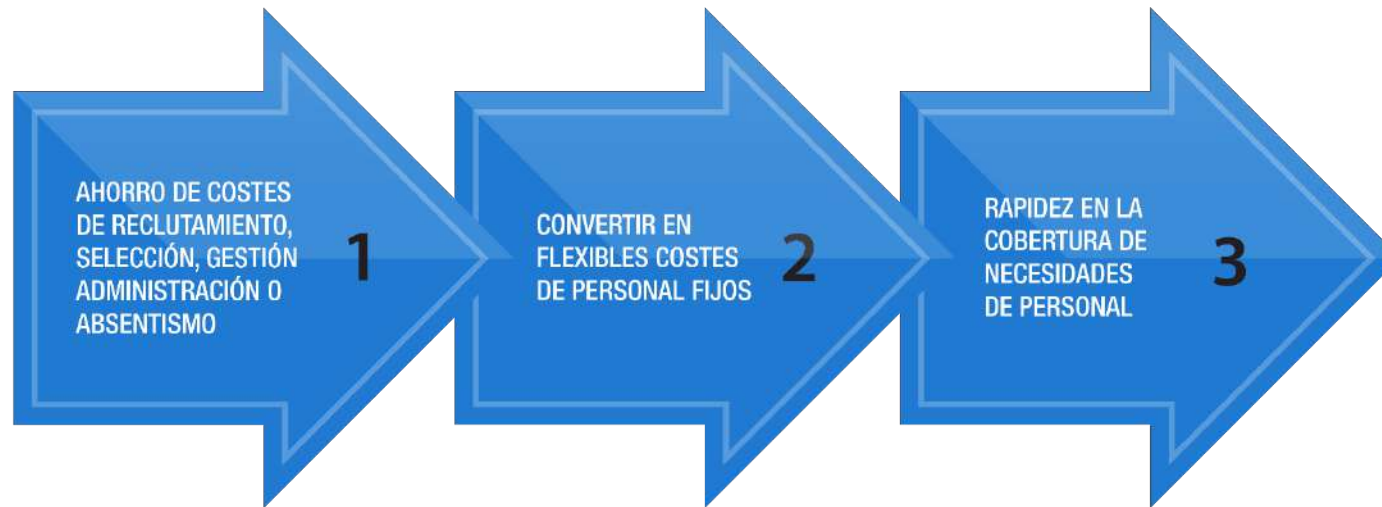 AHORRO DE COSTES
DE RECLUTAMIENTO,
SELECCIÓN, GESTIÓN
ADMINISTRACIÓN O
ABSENTISMO
1
CONVERTIR EN
FLEXIBLES COSTES
DE PERSONAL FIJOS
2
RAPIDEZ EN LA
COBERTURA DE
NECESIDADES
DE PERSONAL
3